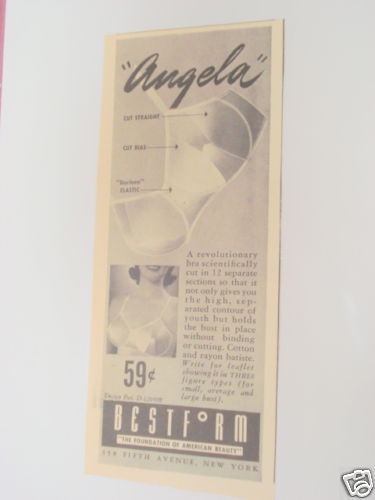 "Angela"
CUT STRAIGHT
CUT BIAS
ELASTIC
A revolutionary
bra scientifically
cut in 12 separate
sections so that it
not only gives you
the high, sep-
arated contour of
youth but holds
the bust in place
without binding
or cutting. Cotton
and rayon batiste.
Write for leaflet
showing it in THREE
figure types (for
small, average and
large bust).
59¢
Design Pat.
BESTFORM
"THE FOUNDATION OF AMERICAN BEAUTY"
358 FIFTH AVENUE, NEW YORK
ebay